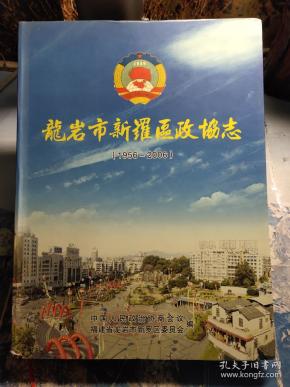 龍岩市新羅區政協志
(1956-2006)
中国人民政治协商会议
福建省龙岩市新罗区委员会 编
孔夫子旧书网